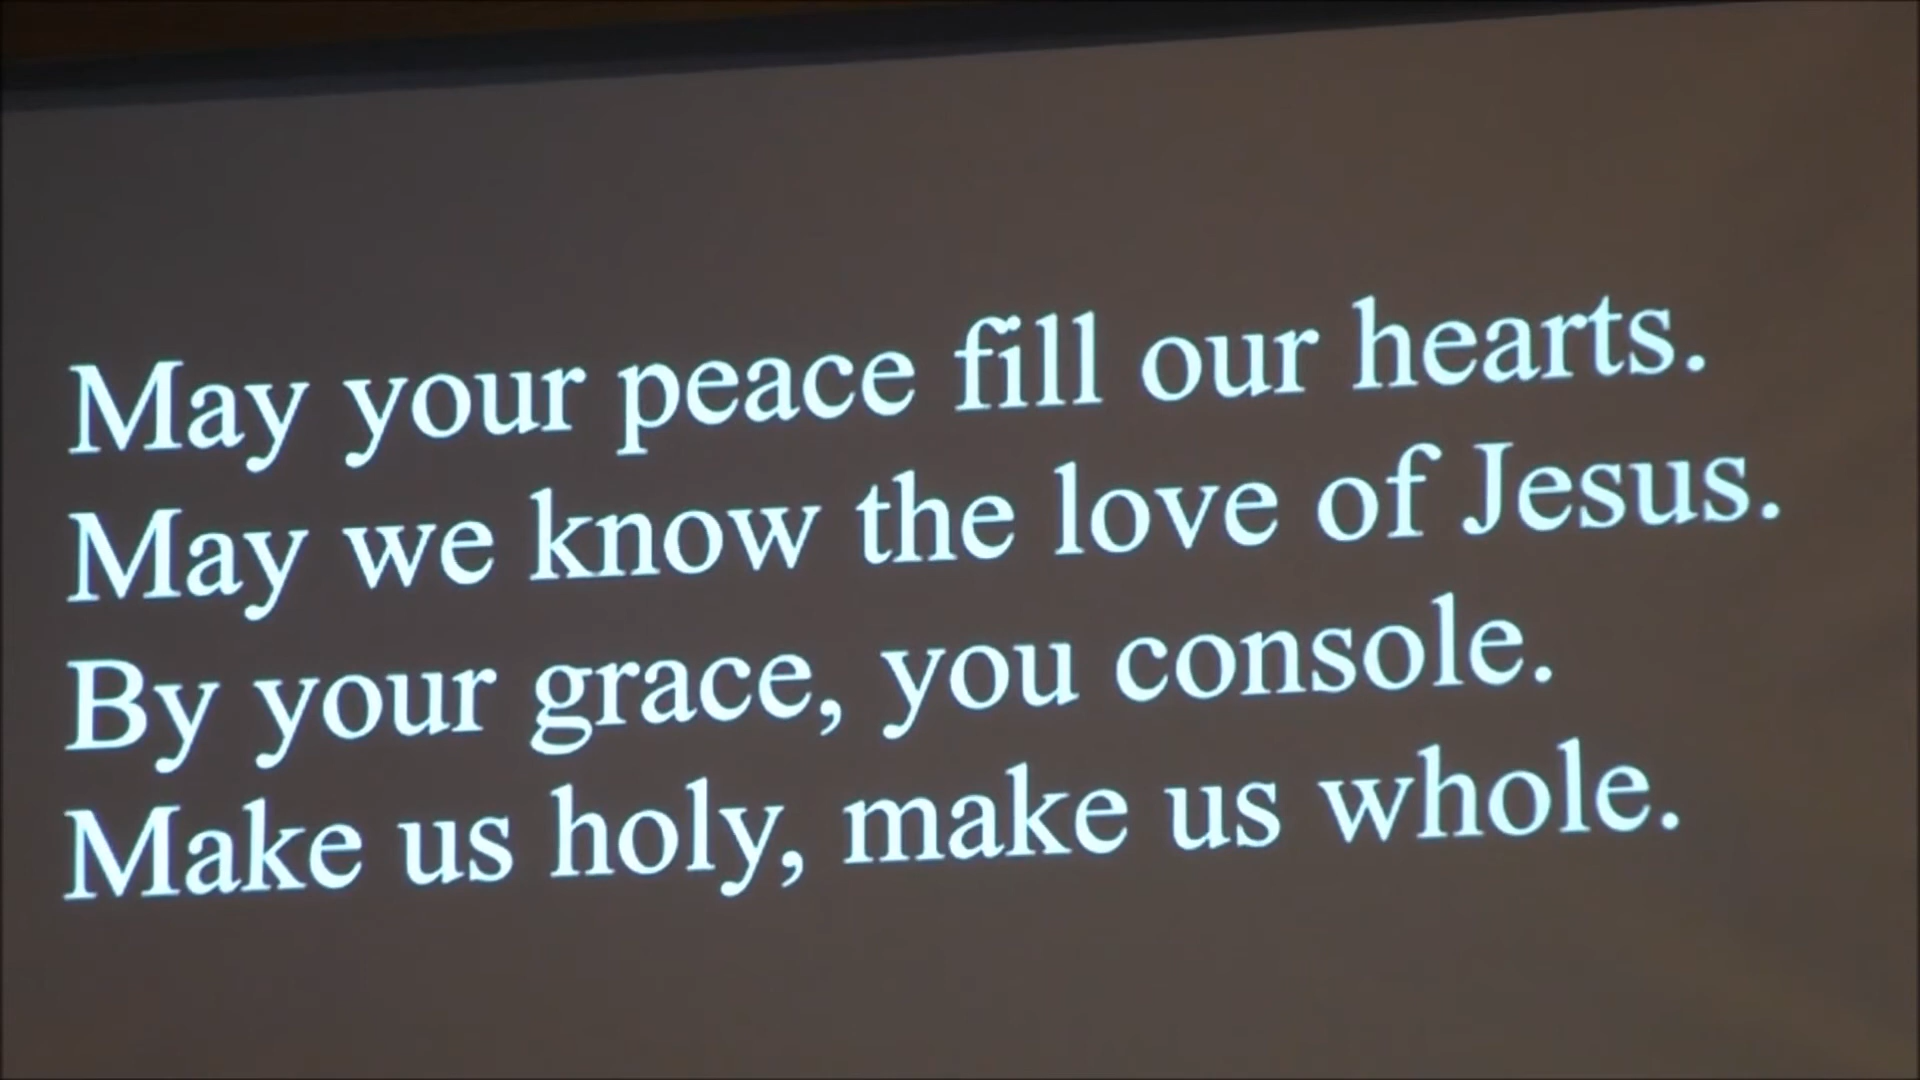 May your peace fill our hearts.
May we know the love of Jesus.
By your grace, you console.
Make us holy, make us whole.